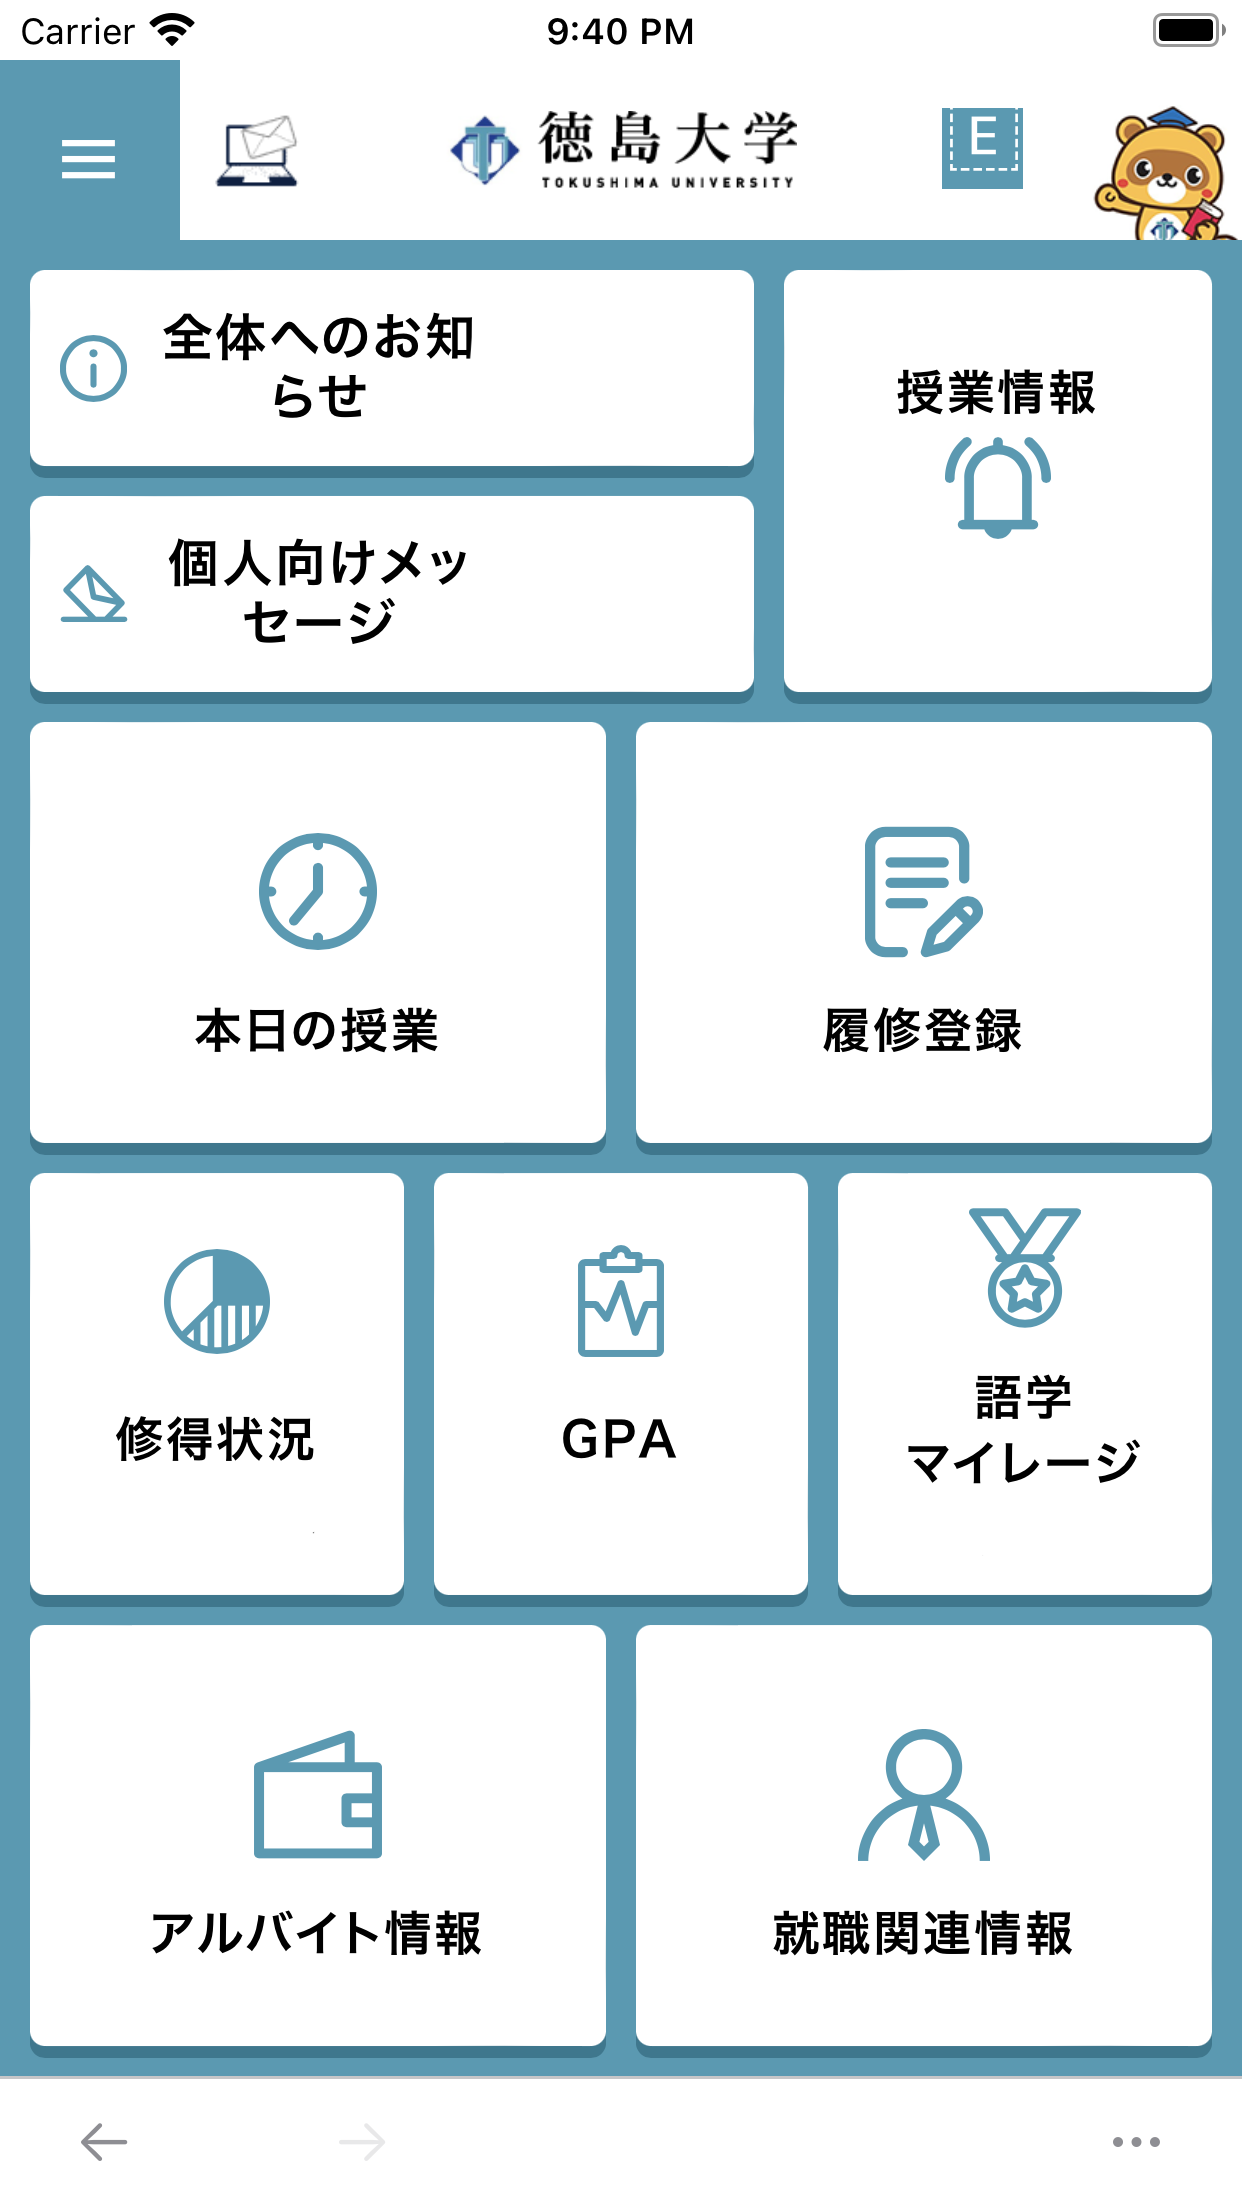 Carrier
9:40 PM
徳島大学
TOKUSHIMA UNIVERSITY
E
全体へのお知
らせ
授業情報
個人向けメッ
セージ
本日の授業
履修登録
修得状況
GPA
語学
マイレージ
アルバイト情報
就職関連情報